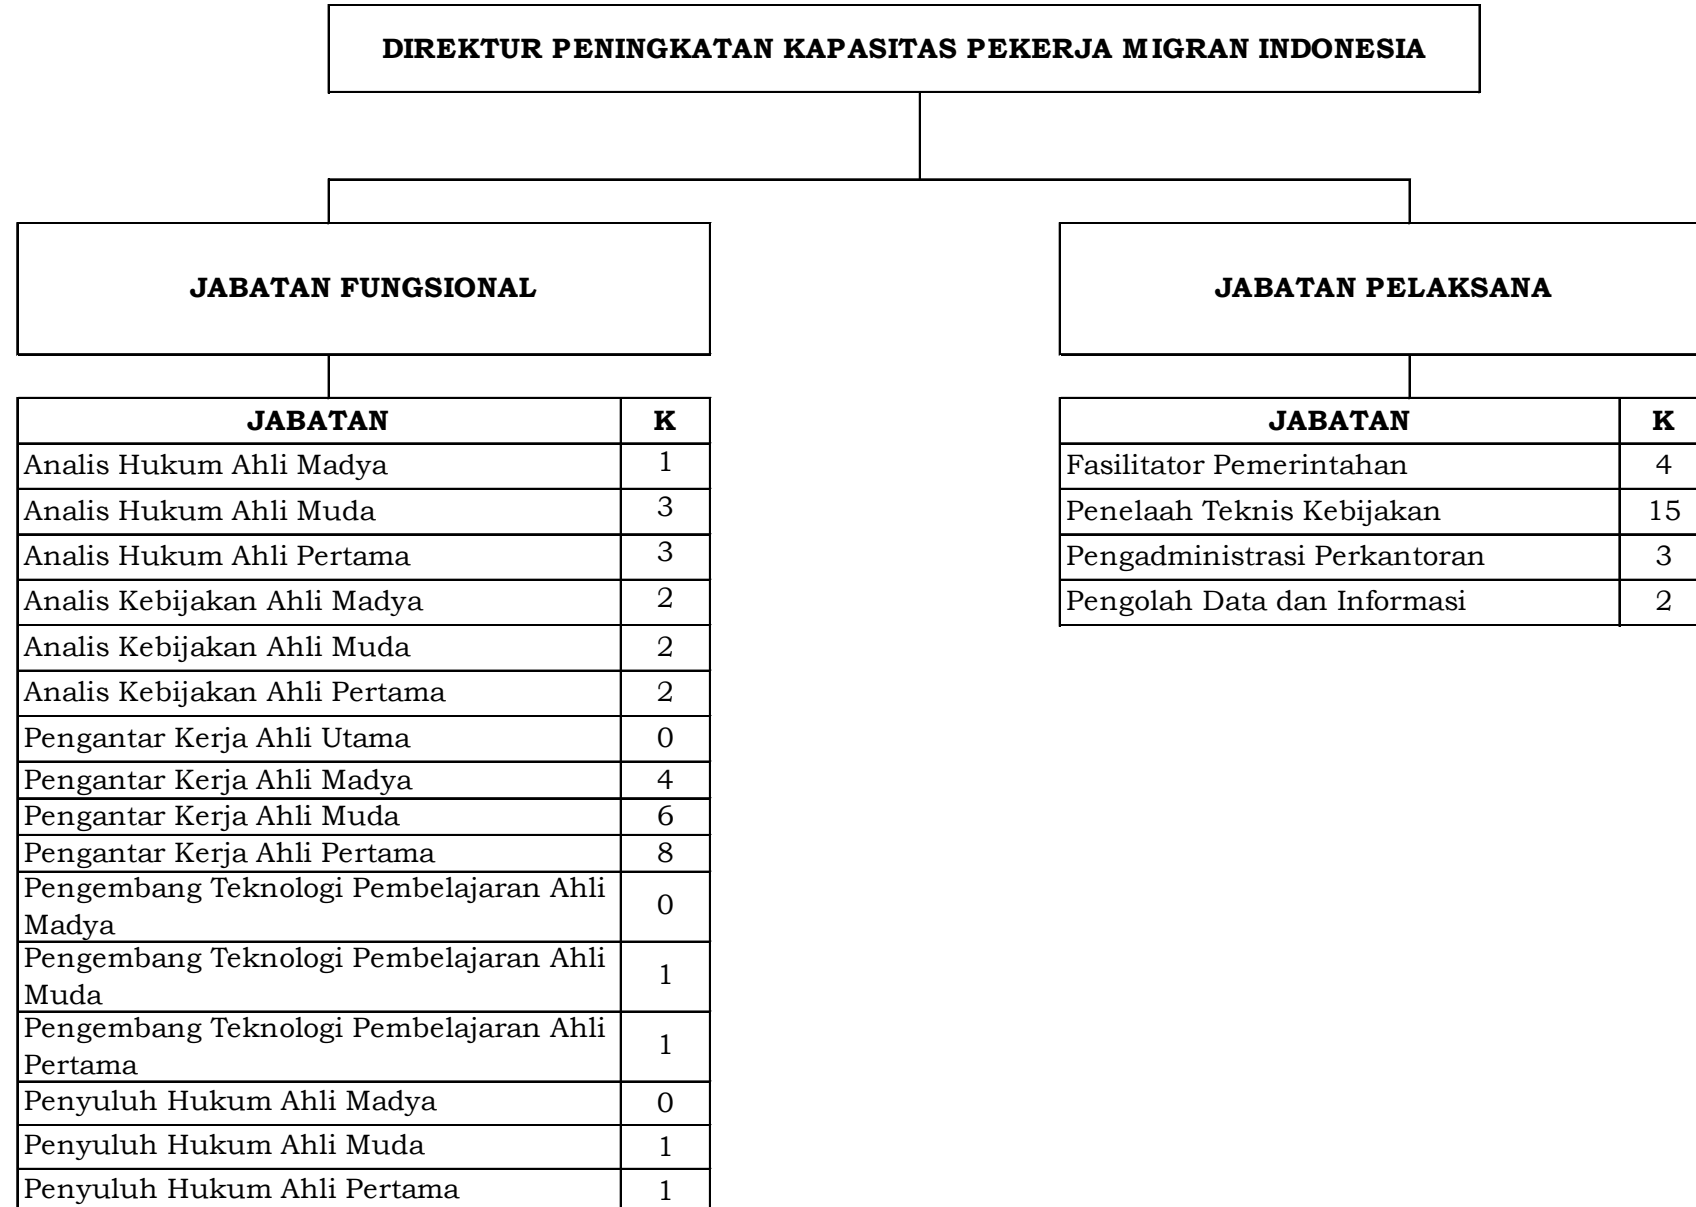 DIREKTUR PENINGKATAN KAPASITAS PEKERJA MIGRAN INDONESIA
JABATAN FUNGSIONAL
JABATAN K
Analis Hukum Ahli Madya 1
Analis Hukum Ahli Muda 3
Analis Hukum Ahli Pertama 3
Analis Kebijakan Ahli Madya 2
Analis Kebijakan Ahli Muda 2
Analis Kebijakan Ahli Pertama 2
Pengantar Kerja Ahli Utama 0
Pengantar Kerja Ahli Madya 4
Pengantar Kerja Ahli Muda 6
Pengantar Kerja Ahli Pertama 8
Pengembang Teknologi Pembelajaran Ahli
Madya 0
Pengembang Teknologi Pembelajaran Ahli
Muda 1
Pengembang Teknologi Pembelajaran Ahli
Pertama 1
Penyuluh Hukum Ahli Madya 0
Penyuluh Hukum Ahli Muda 1
Penyuluh Hukum Ahli Pertama 1
JABATAN PELAKSANA
JABATAN K
Fasilitator Pemerintahan 4
Penelaah Teknis Kebijakan 15
Pengadministrasi Perkantoran 3
Pengolah Data dan Informasi 2